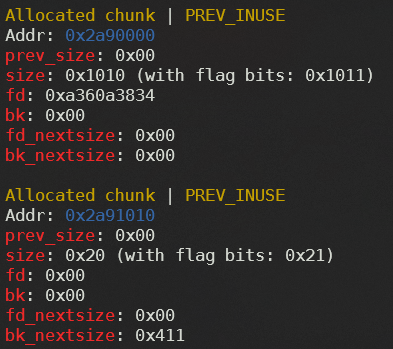 Allocated chunk | PREV_INUSE
Addr: 0x2a90000
prev_size: 0x00
size: 0x1010 (with flag bits: 0x1011)
fd: 0xa360a3834
bk: 0x00
fd_nextsize: 0x00
bk_nextsize: 0x00
Allocated chunk | PREV_INUSE
Addr: 0x2a91010
prev_size: 0x00
size: 0x20 (with flag bits: 0x21)
fd: 0x00
bk: 0x00
fd_nextsize: 0x00
bk_nextsize: 0x411